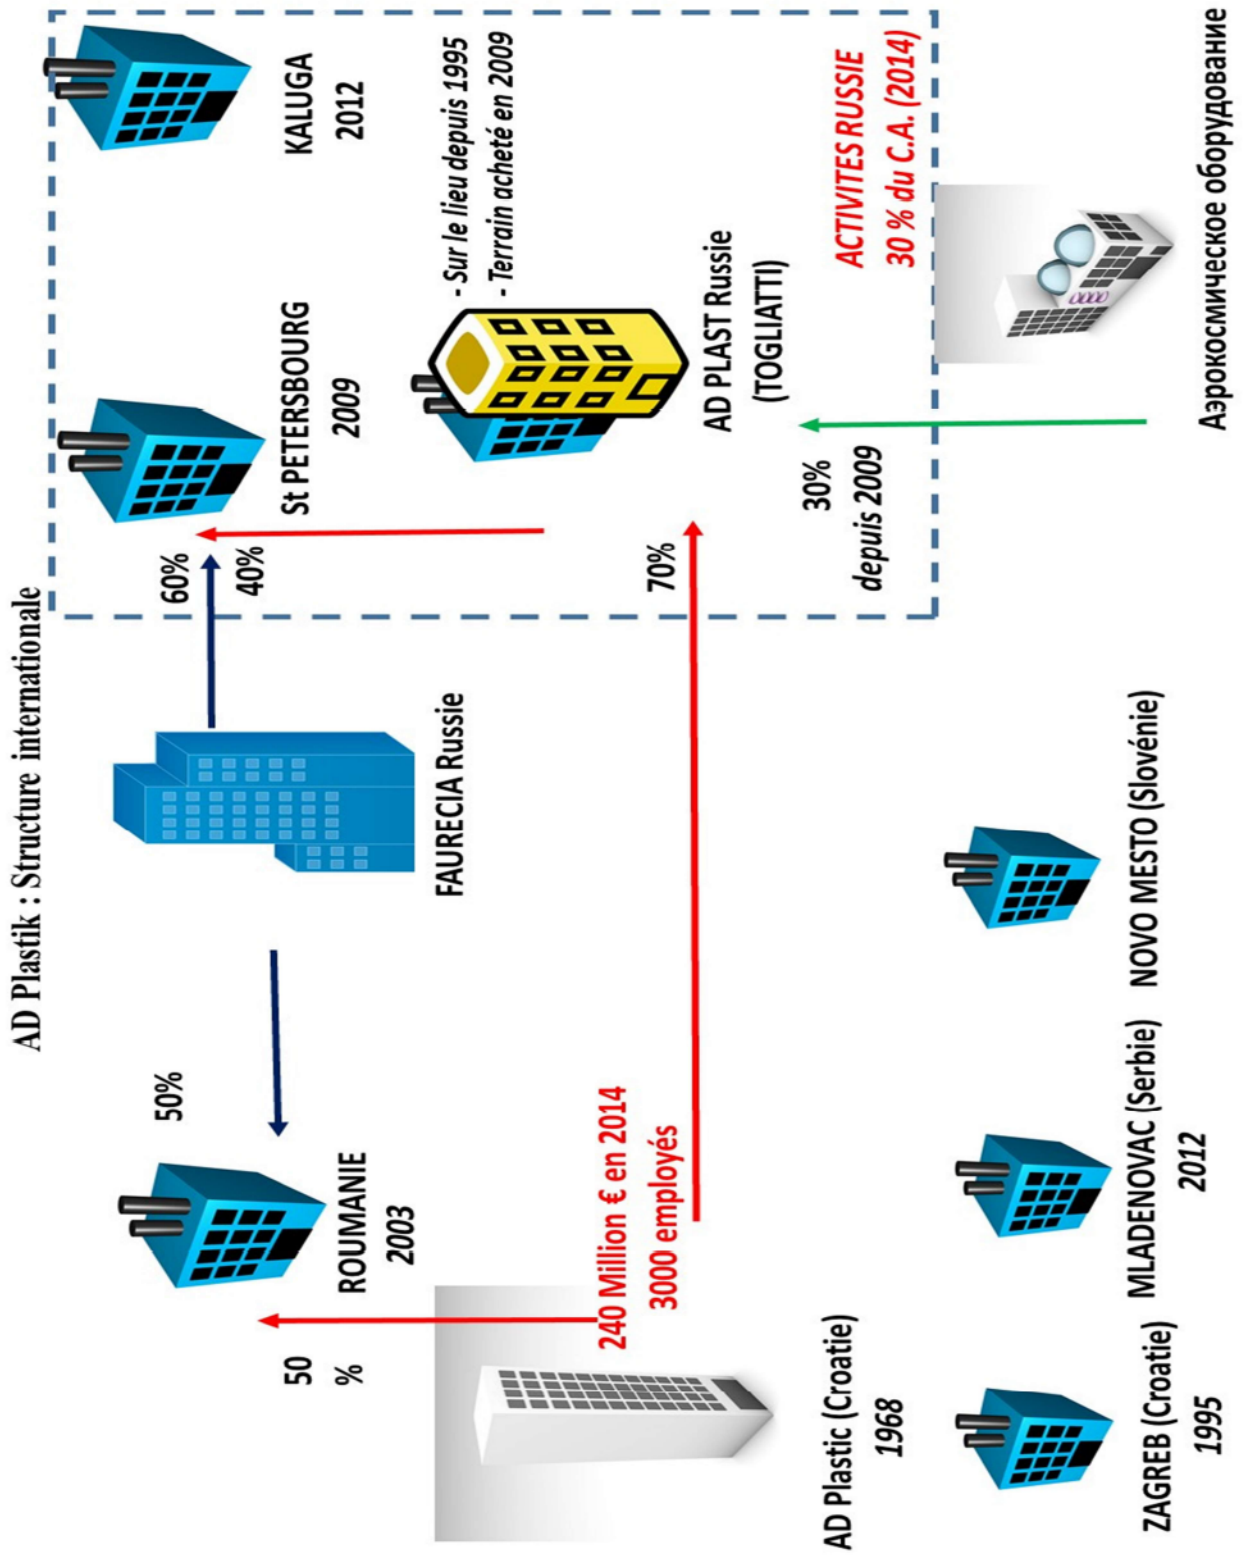 AD Plastik : Structure internationale
50%
ROUMANIE
2003
50
%
FAURECIA Russie
60%
40%
St PETERSBOURG
2009
KALUGA
2012
- Sur le lieu depuis 1995
- Terrain acheté en 2009
240 Million € en 2014
3000 employés
70%
AD PLAST Russie
(TOGLIATTI)
30%
depuis 2009
ACTIVITES RUSSIE
30 % du C.A. (2014)
AD Plastic (Croatie)
1968
ZAGREB (Croatie)
1995
MLADENOVAC (Serbie)
2012
NOVO MESTO (Slovénie)
Аэрокосмическое оборудование